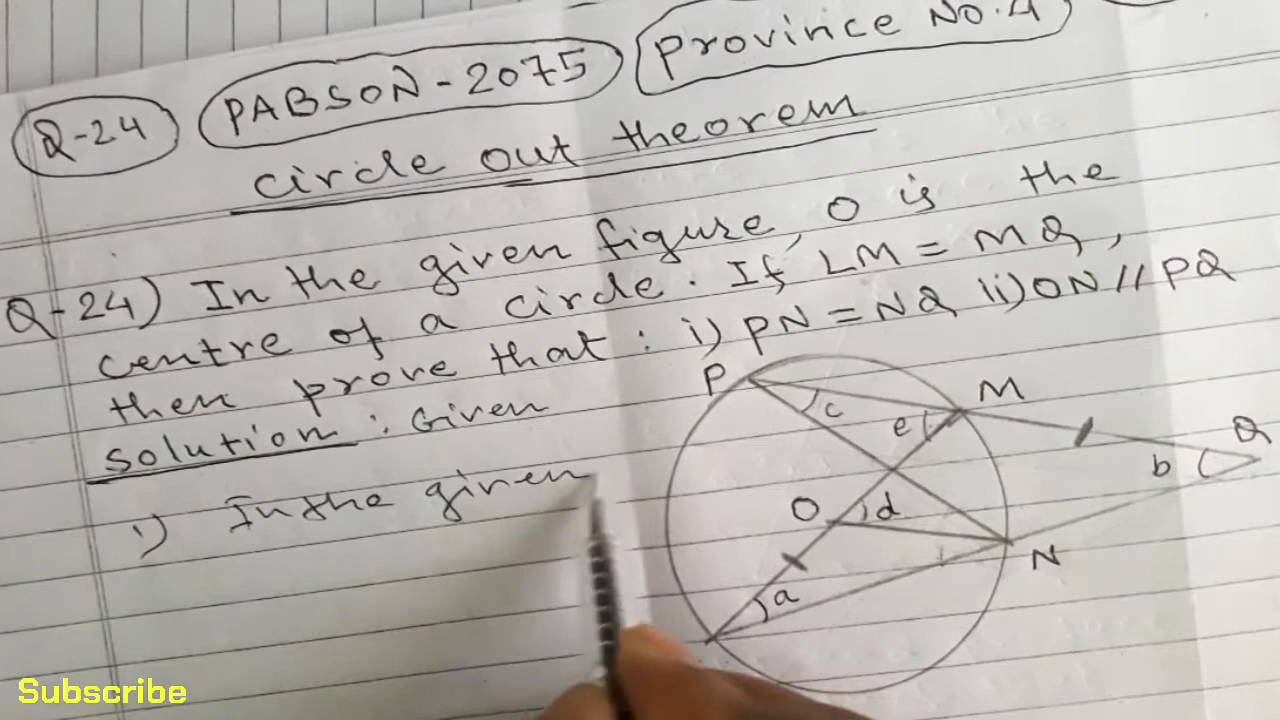 Q-24
PABSON-2075
Province No.4
circle out theorem
Q-24) In the given figure, O is the
centre of a circle. If LM = MQ,
then prove that: i) PN = NQ ii) ON // PQ
solution: Given
i) In the given
P
M
c
e
Q
b
O
d
N
a
Subscribe